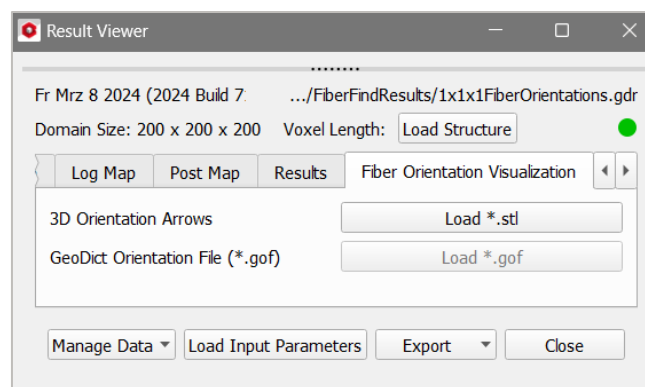 Result Viewer
Fr Mrz 8 2024 (2024 Build 7 .../FiberFindResults/1x1x1FiberOrientations.gdr
Domain Size: 200 x 200 x 200 Voxel Length: Load Structure
Log Map Post Map Results Fiber Orientation Visualization
3D Orientation Arrows Load *.stl
GeoDict Orientation File (*.gof) Load *.gof
Manage Data Load Input Parameters Export Close